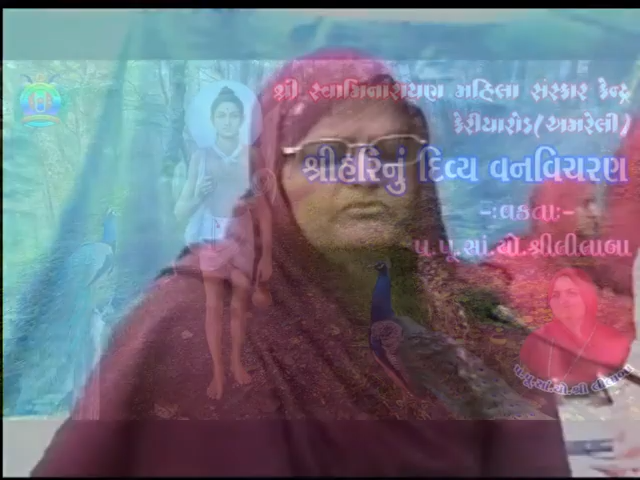 શ્રી સ્વામિનારાયણ મહિલા સંસ્કાર કેન્દ્ર
કેરીયારોડ(અમરેલી)
શ્રીહરિનું દિવ્ય વનવિચરણ
-:વકતા:-
પ.પૂ.સાં.યો.શ્રીલીલાબા
પ.પૂ.સાં.યો.શ્રી લીલાબા